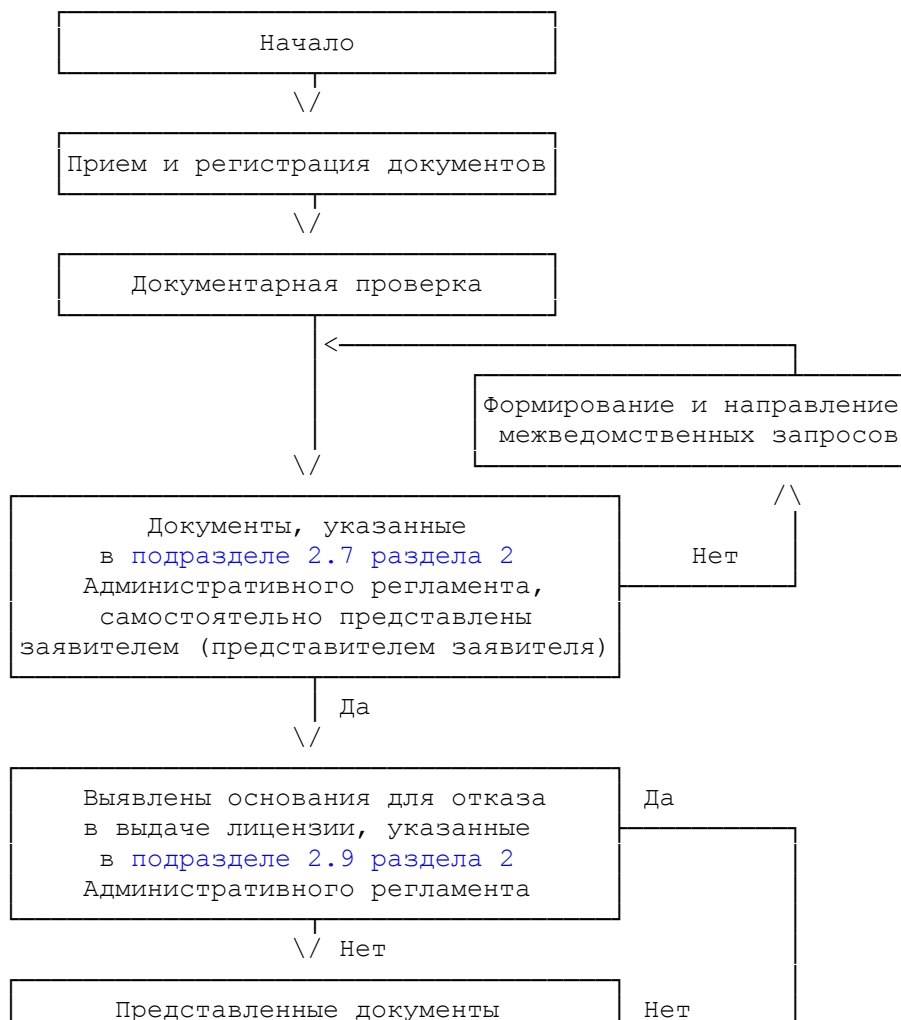 Начало
Прием и регистрация документов
Документарная проверка
Формирование и направление
межведомственных запросов
Документы, указанные
в подразделе 2.7 раздела 2
Административного регламента,
самостоятельно представлены
заявителем (представителем заявителя)
Нет
Да
Выявлены основания для отказа
в выдаче лицензии, указанные
в подразделе 2.9 раздела 2
Административного регламента
Да
Нет
Представленные документы
Нет